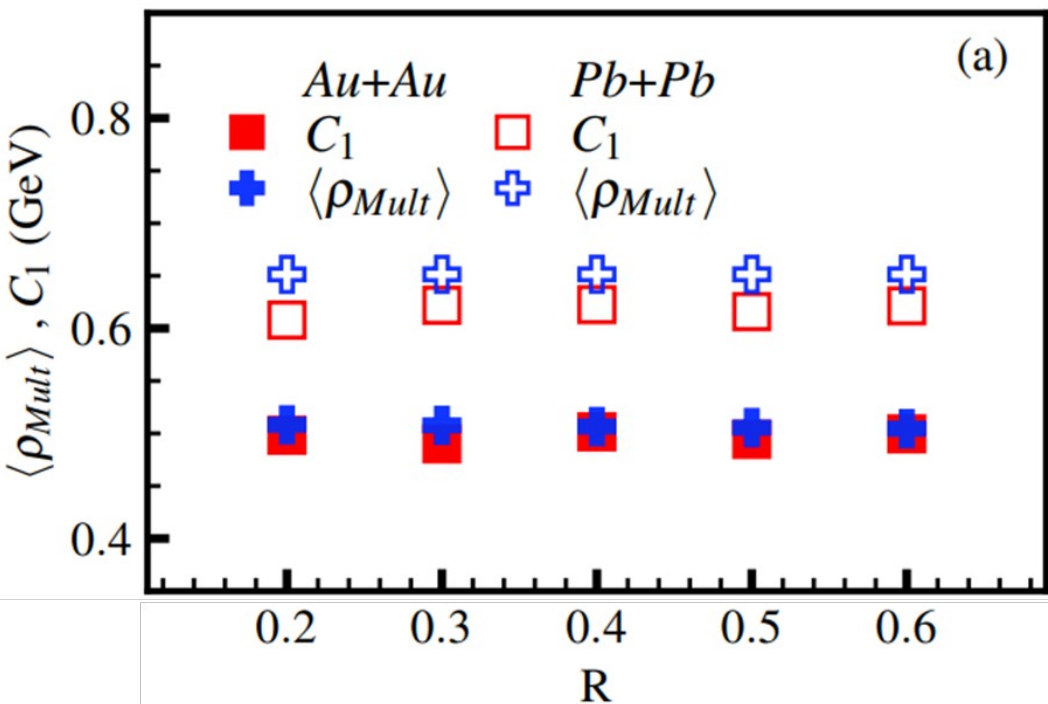 (a)
Au+Au Pb+Pb
C₁ C₁
⟨ρMult⟩ ⟨ρMult⟩
⟨ρMult⟩ , C₁ (GeV)
0.8
0.6
0.4
0.2 0.3 0.4 0.5 0.6
R